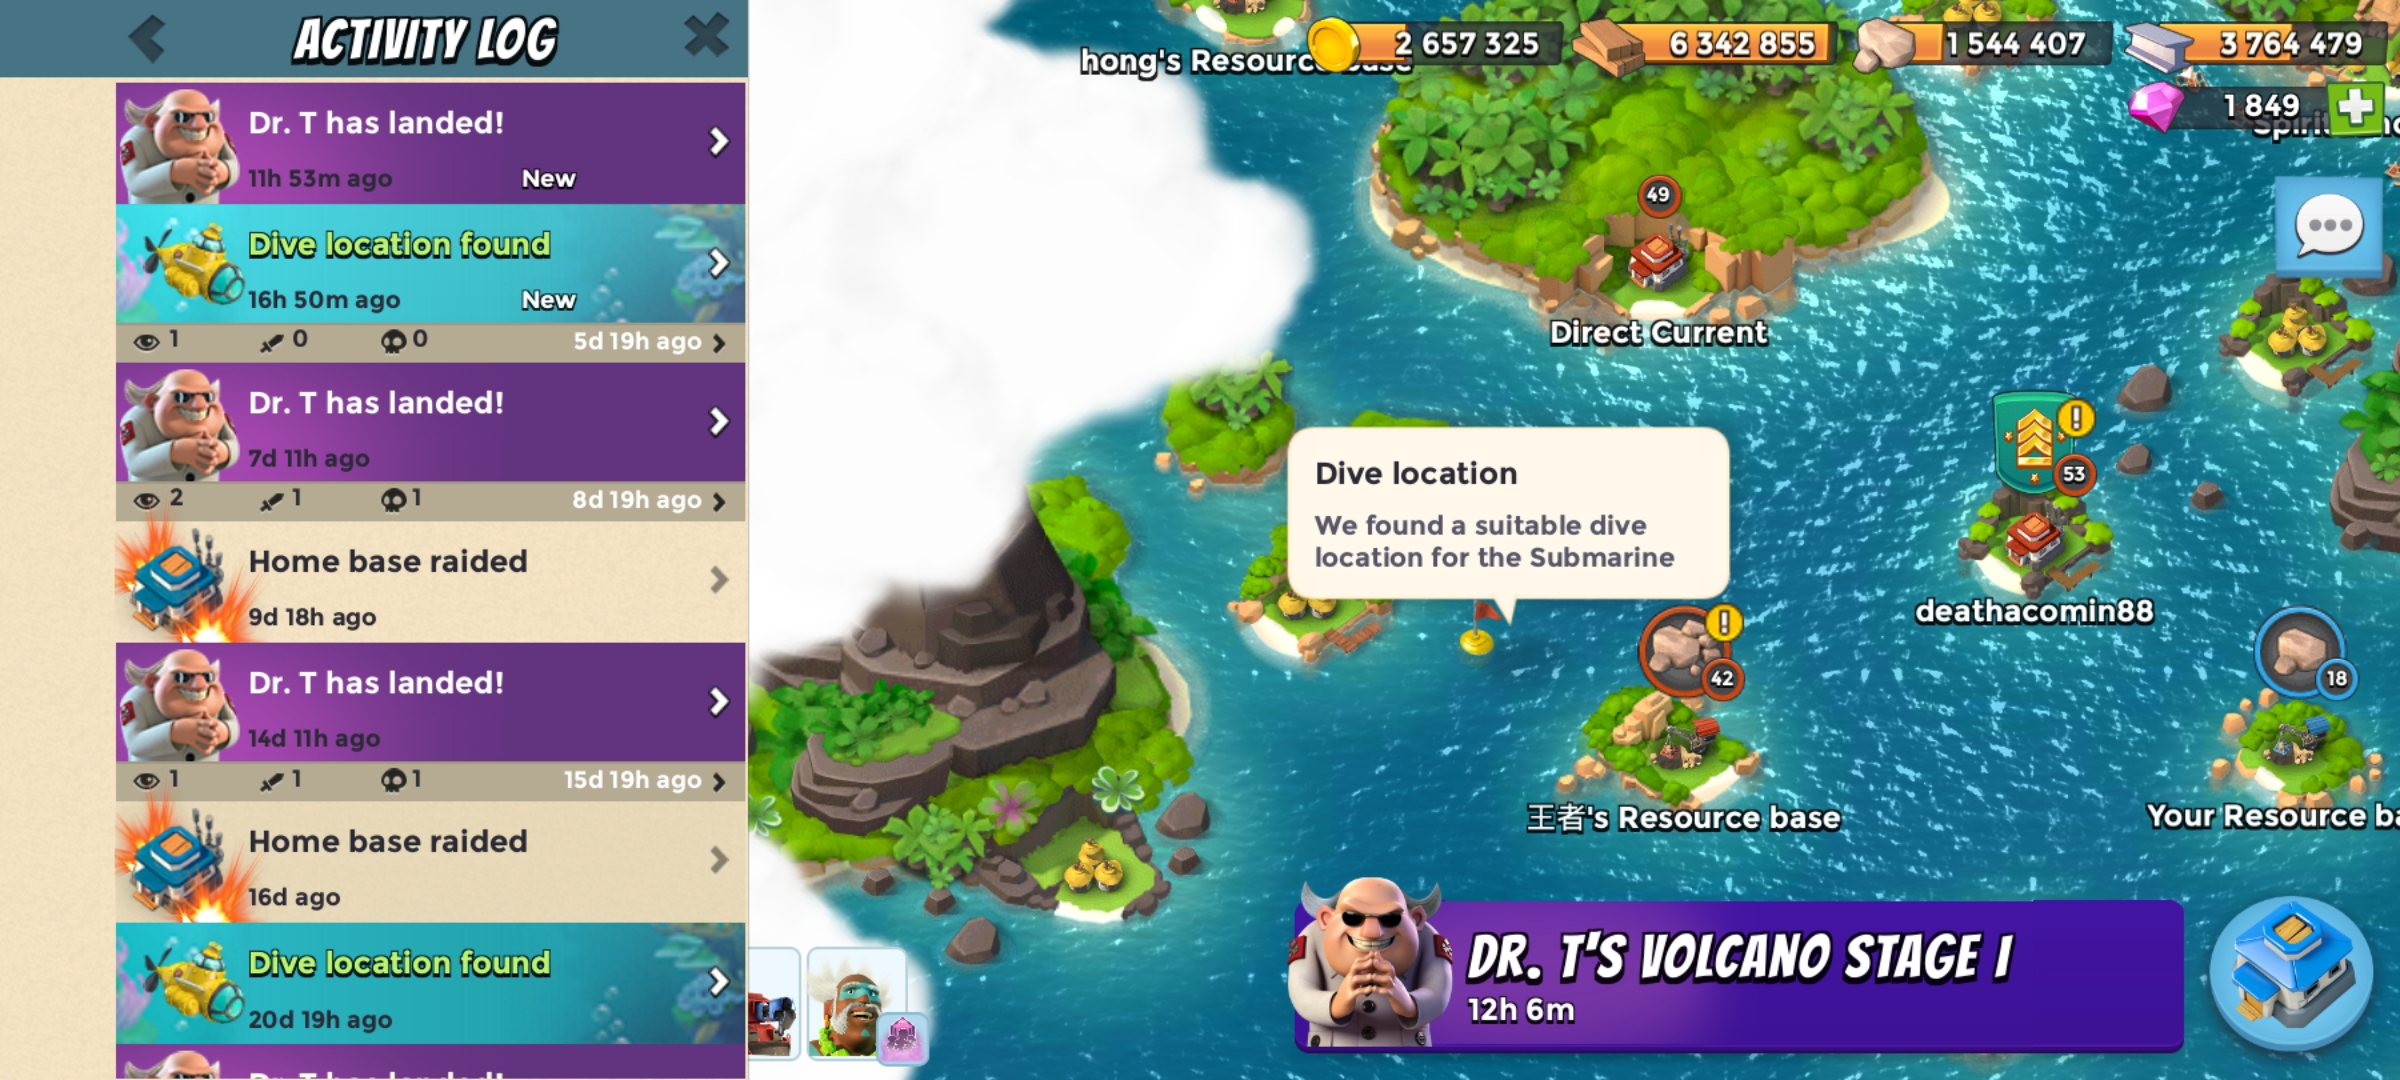 ACTIVITY LOG
Dr. T has landed!
11h 53m ago
New
Dive location found
16h 50m ago
New
1
0
0
5d 19h ago
Dr. T has landed!
7d 11h ago
2
1
1
8d 19h ago
Home base raided
9d 18h ago
Dr. T has landed!
14d 11h ago
1
1
1
15d 19h ago
Home base raided
16d ago
Dive location found
20d 19h ago
Dr. T has landed!
2 657 325
6 342 855
1 544 407
3 764 479
1 849
hong's Resource base
49
Direct Current
Dive location
We found a suitable dive
location for the Submarine
!
53
deathacomin88
!
42
王者's Resource base
18
Your Resource ba
DR. T'S VOLCANO STAGE I
12h 6m